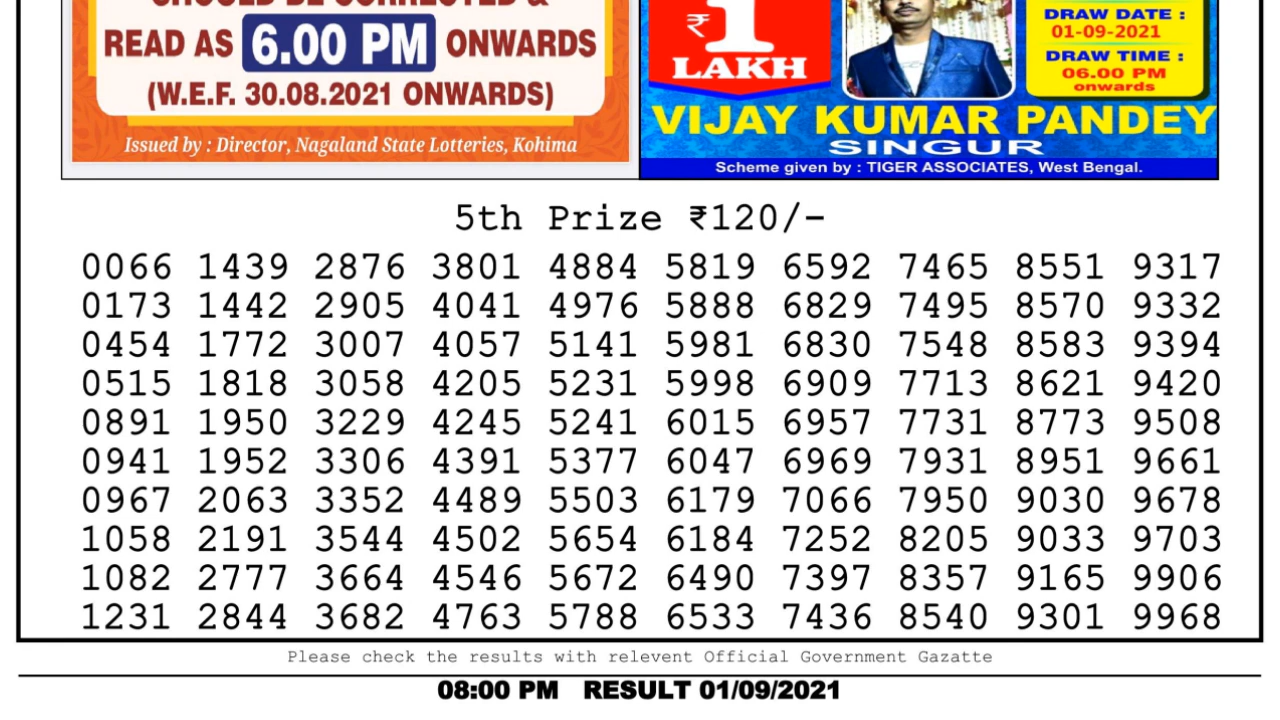 SHOULD BE CORRECTED &
READ AS 6.00 PM ONWARDS
(W.E.F. 30.08.2021 ONWARDS)
Issued by : Director, Nagaland State Lotteries, Kohima
₹1
LAKH
DRAW DATE :
01-09-2021
DRAW TIME :
06.00 PM
onwards
VIJAY KUMAR PANDEY
SINGUR
Scheme given by : TIGER ASSOCIATES, West Bengal.
5th Prize ₹120/-
0066 1439 2876 3801 4884 5819 6592 7465 8551 9317
0173 1442 2905 4041 4976 5888 6829 7495 8570 9332
0454 1772 3007 4057 5141 5981 6830 7548 8583 9394
0515 1818 3058 4205 5231 5998 6909 7713 8621 9420
0891 1950 3229 4245 5241 6015 6957 7731 8773 9508
0941 1952 3306 4391 5377 6047 6969 7931 8951 9661
0967 2063 3352 4489 5503 6179 7066 7950 9030 9678
1058 2191 3544 4502 5654 6184 7252 8205 9033 9703
1082 2777 3664 4546 5672 6490 7397 8357 9165 9906
1231 2844 3682 4763 5788 6533 7436 8540 9301 9968
Please check the results with relevent Official Government Gazatte
08:00 PM RESULT 01/09/2021